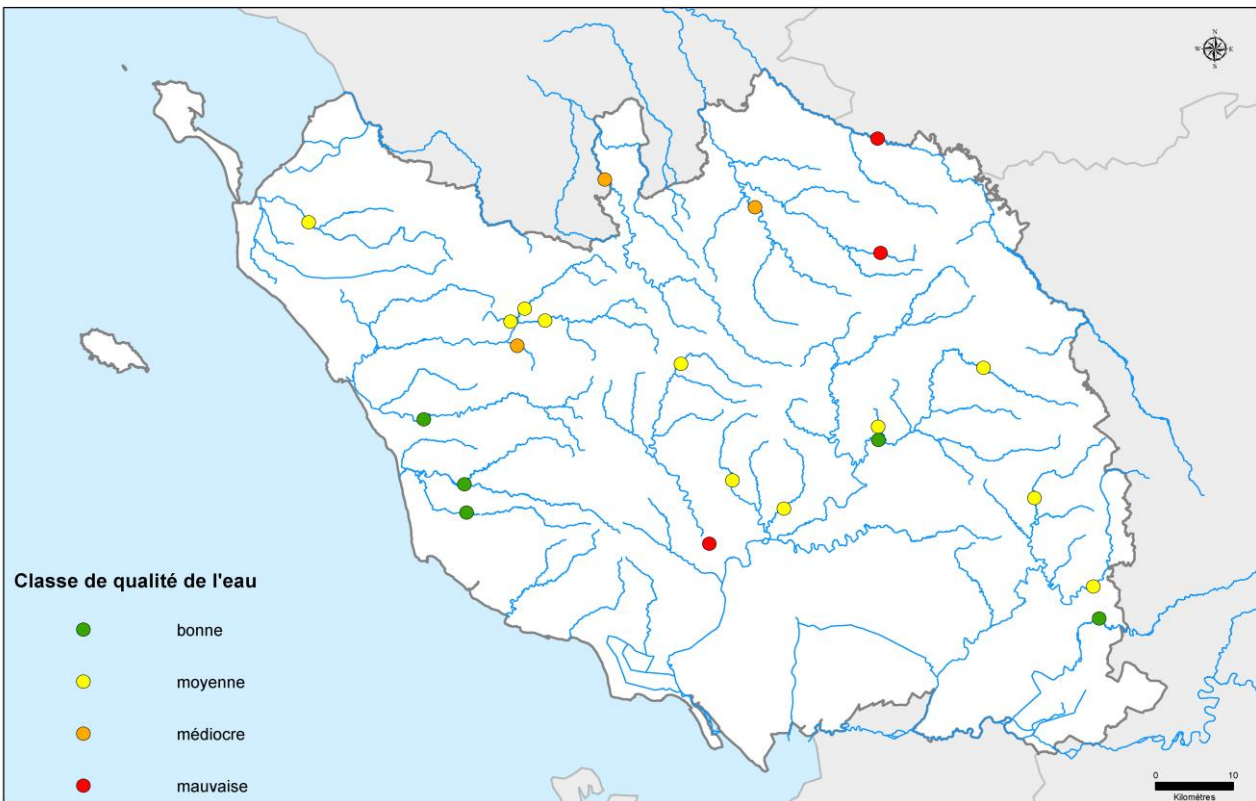 N
W E
S
Classe de qualité de l'eau
bonne
moyenne
médiocre
mauvaise
0 10
Kilomètres